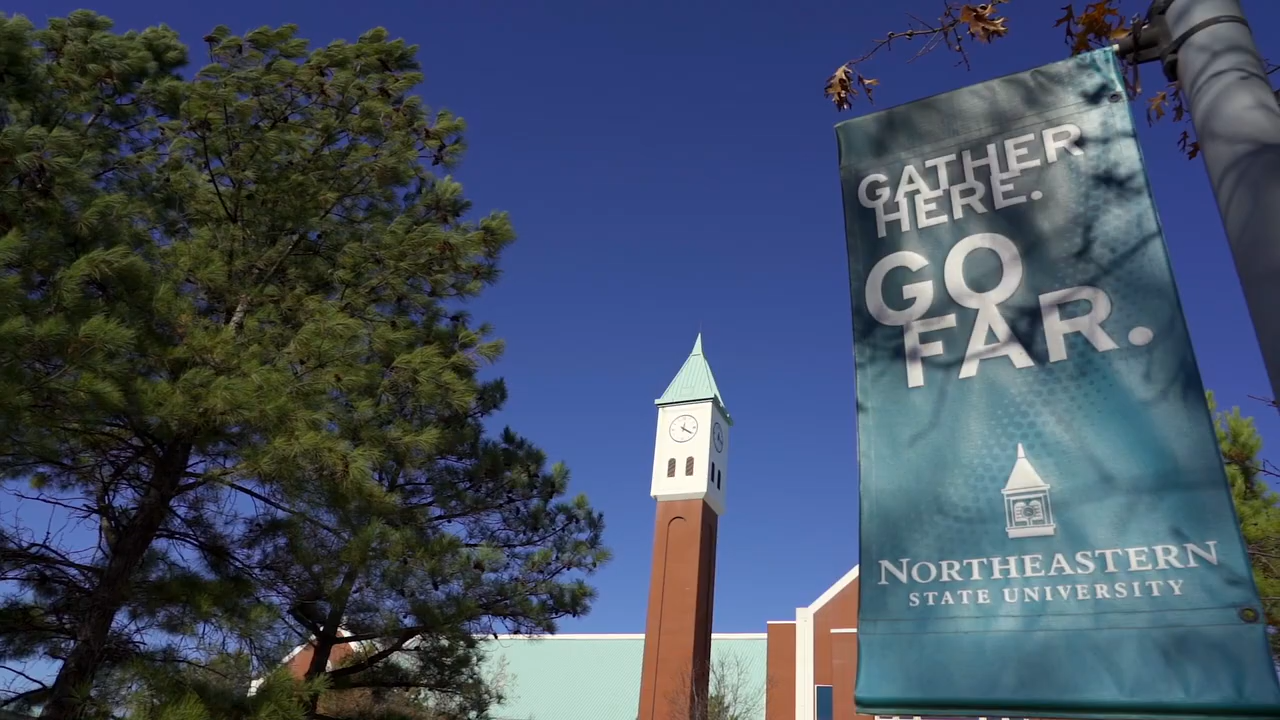 GATHER
HERE.
GO
FAR.
NORTHEASTERN
STATE UNIVERSITY